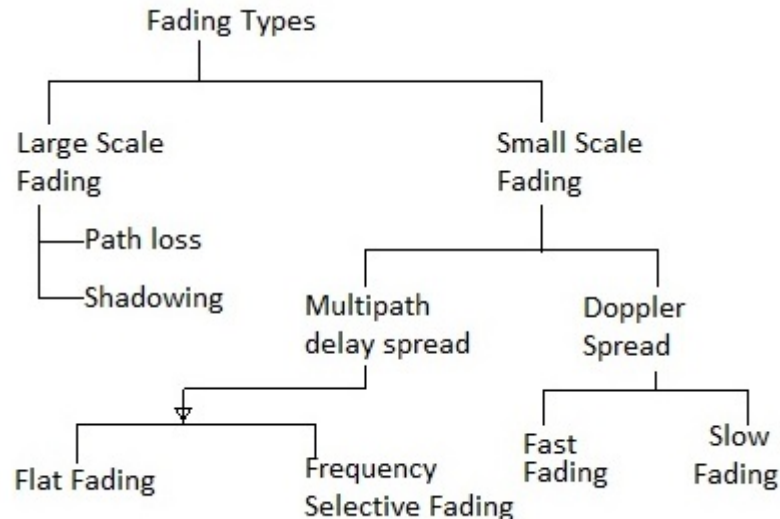 Fading Types
Large Scale
Fading
Small Scale
Fading
Path loss
Shadowing
Multipath
delay spread
Doppler
Spread
Flat Fading
Frequency
Selective Fading
Fast
Fading
Slow
Fading